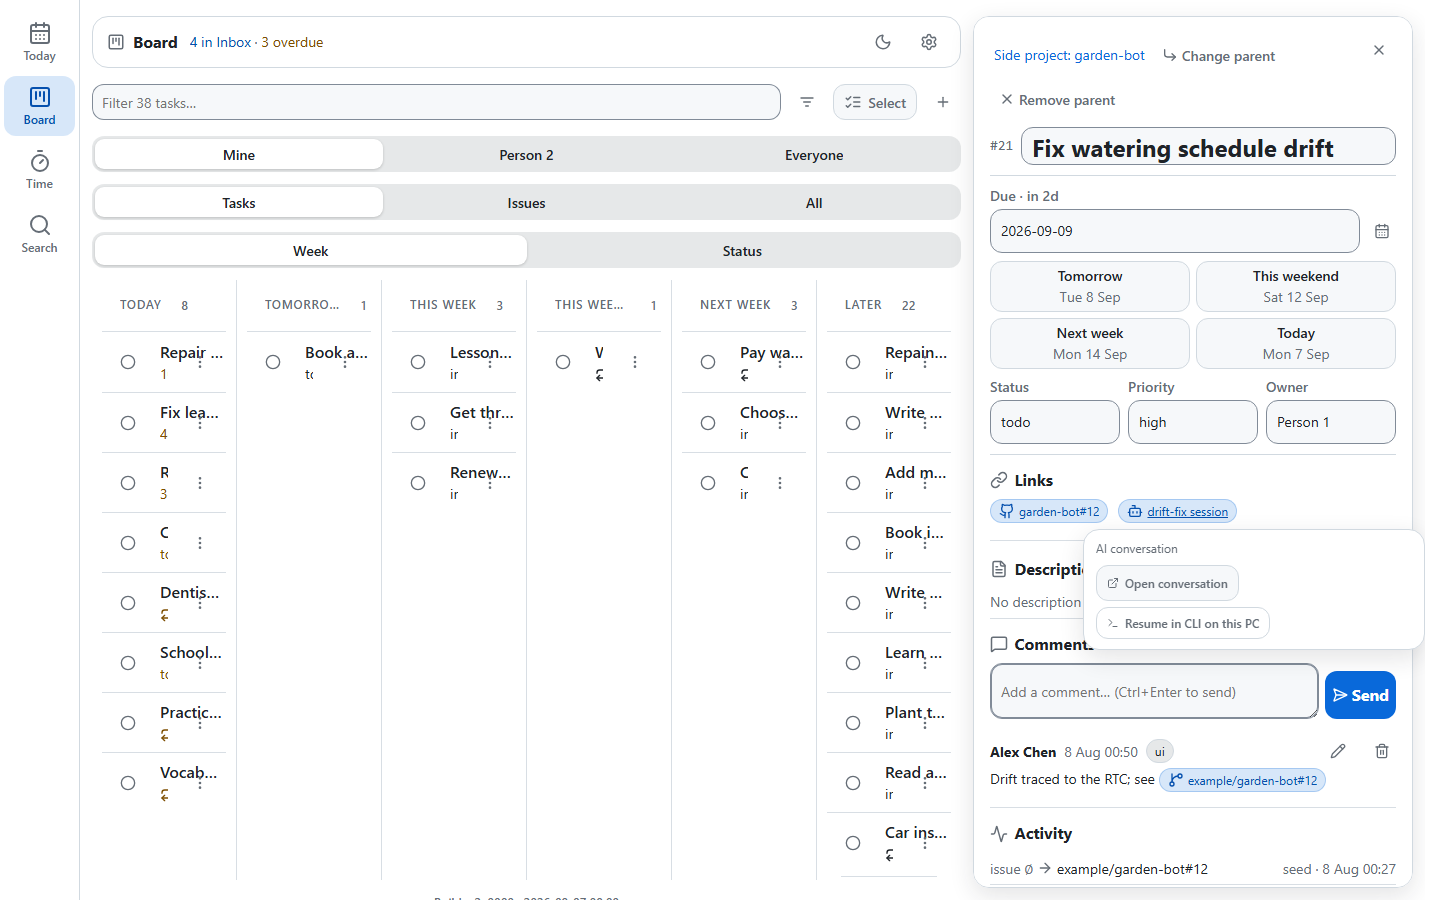 Today
Board
Time
Search
Board 4 in Inbox · 3 overdue
Filter 38 tasks...
Select
Mine Person 2 Everyone
Tasks Issues All
Week Status
TODAY 8
Repair ...
1
Fix lea...
4
R
3
C
Dentis...
School...
Practic...
Vocab...
TOMORRO... 1
Book a...
THIS WEEK 3
Lesson...
Get thr...
Renew...
THIS WEE... 1
NEXT WEEK 3
Pay wa...
Choos...
C
LATER 22
Repain...
Write ...
Add m...
Book i...
Write ...
Learn ...
Plant t...
Read a...
Car ins...
Side project: garden-bot Change parent
Remove parent
#21 Fix watering schedule drift
Due · in 2d
2026-09-09
Tomorrow
Tue 8 Sep
This weekend
Sat 12 Sep
Next week
Mon 14 Sep
Today
Mon 7 Sep
Status Priority Owner
todo high Person 1
Links
garden-bot#12 drift-fix session
AI conversation
Open conversation
Resume in CLI on this PC
Descripti
No description
Comments
Add a comment... (Ctrl+Enter to send)
Send
Alex Chen 8 Aug 00:50 ui
Drift traced to the RTC; see example/garden-bot#12
Activity
issue ∅ → example/garden-bot#12 seed · 8 Aug 00:27